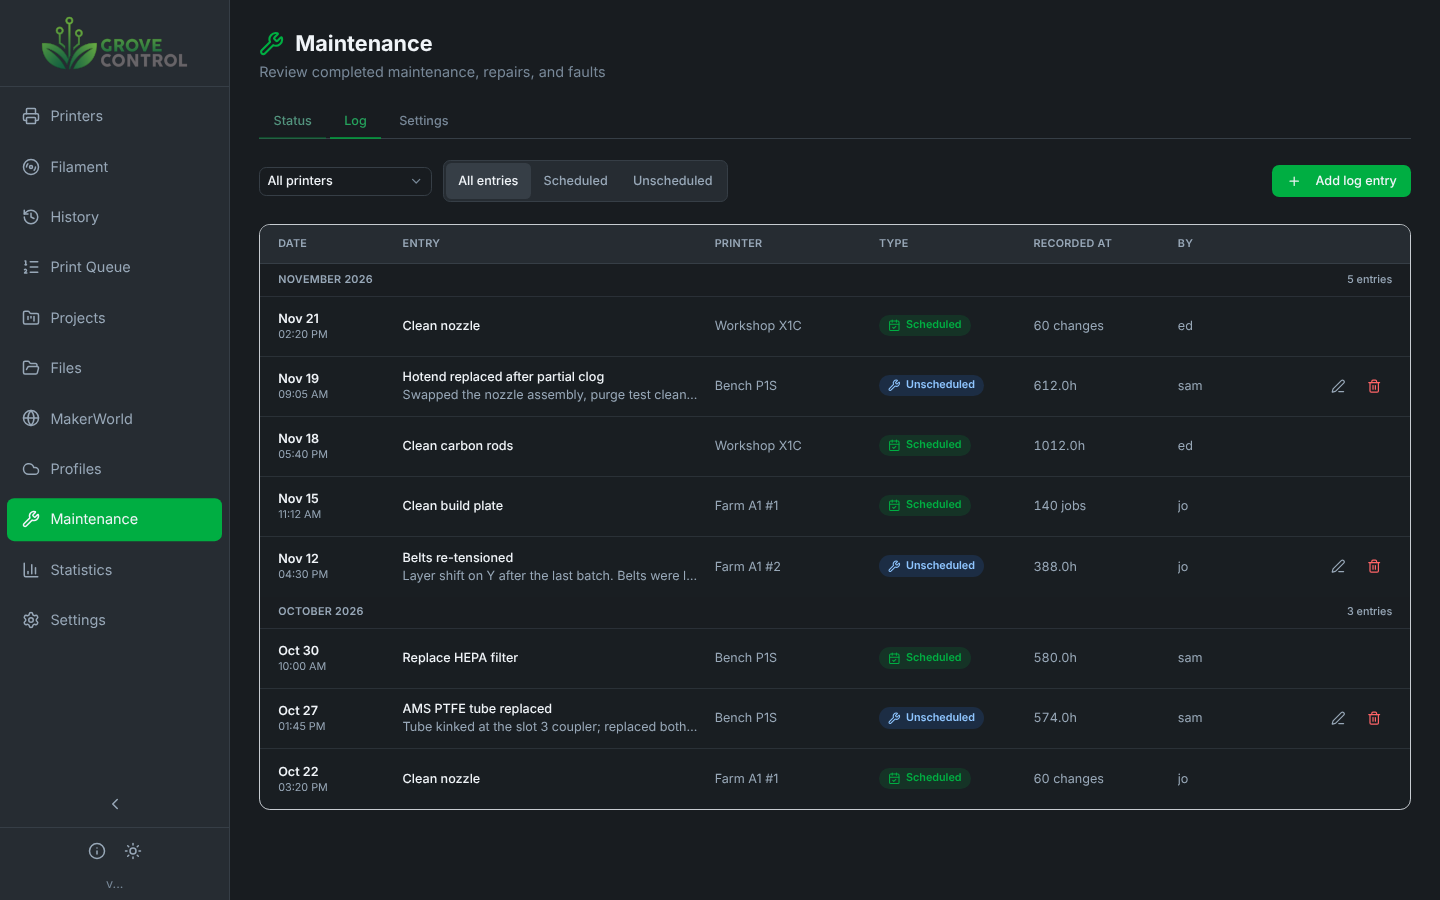 GROVE
CONTROL
Printers
Filament
History
Print Queue
Projects
Files
MakerWorld
Profiles
Maintenance
Statistics
Settings
v...
Maintenance
Review completed maintenance, repairs, and faults
Status Log Settings
All printers All entries Scheduled Unscheduled + Add log entry
DATE ENTRY PRINTER TYPE RECORDED AT BY
NOVEMBER 2026 5 entries
Nov 21
02:20 PM
Clean nozzle Workshop X1C Scheduled 60 changes ed
Nov 19
09:05 AM
Hotend replaced after partial clog
Swapped the nozzle assembly, purge test clean...
Bench P1S Unscheduled 612.0h sam
Nov 18
05:40 PM
Clean carbon rods Workshop X1C Scheduled 1012.0h ed
Nov 15
11:12 AM
Clean build plate Farm A1 #1 Scheduled 140 jobs jo
Nov 12
04:30 PM
Belts re-tensioned
Layer shift on Y after the last batch. Belts were l...
Farm A1 #2 Unscheduled 388.0h jo
OCTOBER 2026 3 entries
Oct 30
10:00 AM
Replace HEPA filter Bench P1S Scheduled 580.0h sam
Oct 27
01:45 PM
AMS PTFE tube replaced
Tube kinked at the slot 3 coupler; replaced both...
Bench P1S Unscheduled 574.0h sam
Oct 22
03:20 PM
Clean nozzle Farm A1 #1 Scheduled 60 changes jo